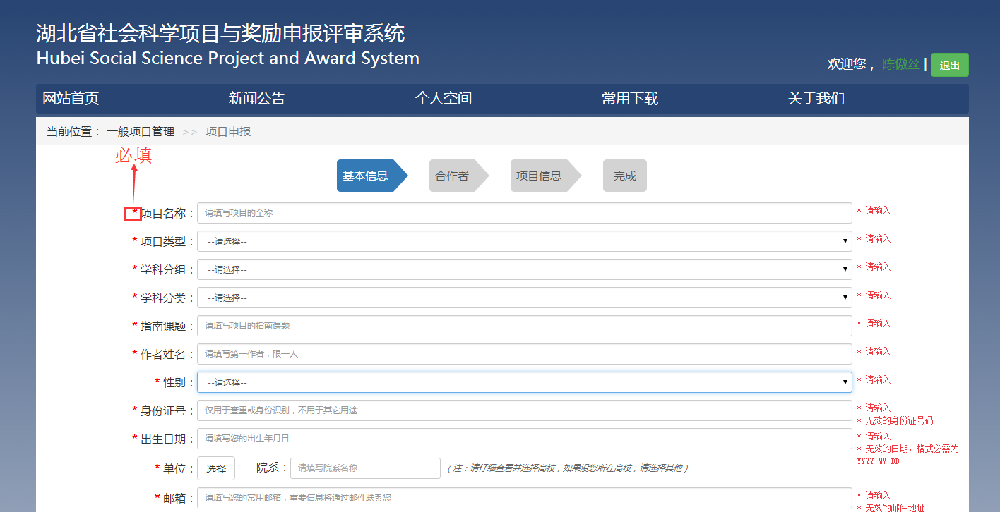 湖北省社会科学项目与奖励申报评审系统
Hubei Social Science Project and Award System
欢迎您，陈傲丝 | 退出
网站首页 新闻公告 个人空间 常用下载 关于我们
当前位置： 一般项目管理 >> 项目申报
必填
基本信息 合作者 项目信息 完成
* 项目名称： 请填写项目的全称 * 请输入
* 项目类型： --请选择-- * 请输入
* 学科分组： --请选择-- * 请输入
* 学科分类： --请选择-- * 请输入
* 指南课题： 请填写项目的指南课题 * 请输入
* 作者姓名： 请填写第一作者，限一人 * 请输入
* 性别： --请选择-- * 请输入
* 身份证号： 仅用于查重或身份识别，不用于其它用途 * 请输入
* 无效的身份证号码
* 出生日期： 请填写您的出生年月日 * 请输入
* 无效的日期，格式必需为
YYYY-MM-DD
* 单位： 选择 院系： 请填写院系名称 （注：请仔细查看并选择高校，如果没您所在高校，请选择其他）
* 邮箱： 请填写您的常用邮箱，重要信息将通过邮件联系您 * 请输入
* 无效的邮件地址